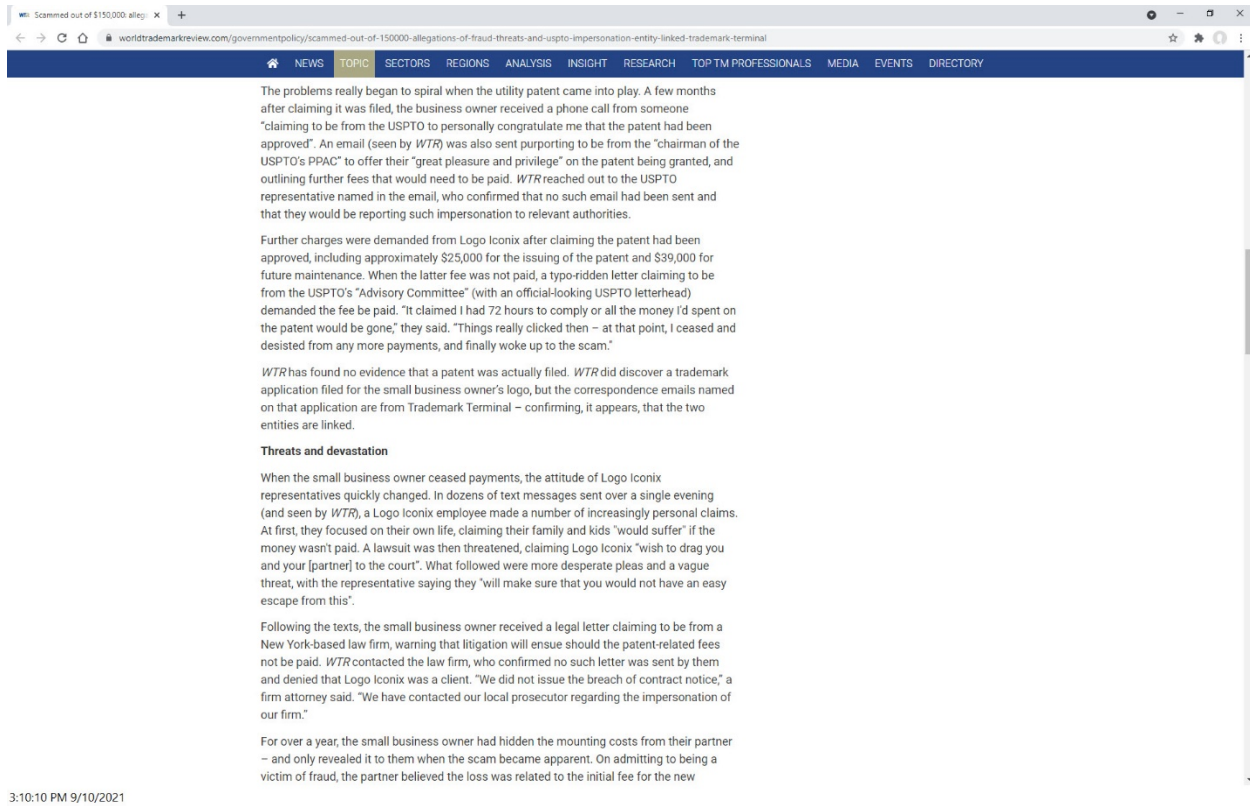 WTR Scammed out of $150,000: alleg
worldtrademarkreview.com/governmentpolicy/scammed-out-of-150000-allegations-of-fraud-threats-and-uspto-impersonation-entity-linked-trademark-terminal
NEWS TOPIC SECTORS REGIONS ANALYSIS INSIGHT RESEARCH TOP TM PROFESSIONALS MEDIA EVENTS DIRECTORY
The problems really began to spiral when the utility patent came into play. A few months
after claiming it was filed, the business owner received a phone call from someone
“claiming to be from the USPTO to personally congratulate me that the patent had been
approved”. An email (seen by WTR) was also sent purporting to be from the “chairman of the
USPTO’s PPAC” to offer their “great pleasure and privilege” on the patent being granted, and
outlining further fees that would need to be paid. WTR reached out to the USPTO
representative named in the email, who confirmed that no such email had been sent and
that they would be reporting such impersonation to relevant authorities.
Further charges were demanded from Logo Iconix after claiming the patent had been
approved, including approximately $25,000 for the issuing of the patent and $39,000 for
future maintenance. When the latter fee was not paid, a typo-ridden letter claiming to be
from the USPTO’s “Advisory Committee” (with an official-looking USPTO letterhead)
demanded the fee be paid. “It claimed I had 72 hours to comply or all the money I’d spent on
the patent would be gone,” they said. “Things really clicked then – at that point, I ceased and
desisted from any more payments, and finally woke up to the scam.”
WTR has found no evidence that a patent was actually filed. WTR did discover a trademark
application filed for the small business owner’s logo, but the correspondence emails named
on that application are from Trademark Terminal – confirming, it appears, that the two
entities are linked.
Threats and devastation
When the small business owner ceased payments, the attitude of Logo Iconix
representatives quickly changed. In dozens of text messages sent over a single evening
(and seen by WTR), a Logo Iconix employee made a number of increasingly personal claims.
At first, they focused on their own life, claiming their family and kids "would suffer" if the
money wasn't paid. A lawsuit was then threatened, claiming Logo Iconix “wish to drag you
and your [partner] to the court”. What followed were more desperate pleas and a vague
threat, with the representative saying they "will make sure that you would not have an easy
escape from this".
Following the texts, the small business owner received a legal letter claiming to be from a
New York-based law firm, warning that litigation will ensue should the patent-related fees
not be paid. WTR contacted the law firm, who confirmed no such letter was sent by them
and denied that Logo Iconix was a client. “We did not issue the breach of contract notice,” a
firm attorney said. “We have contacted our local prosecutor regarding the impersonation of
our firm.”
For over a year, the small business owner had hidden the mounting costs from their partner
– and only revealed it to them when the scam became apparent. On admitting to being a
victim of fraud, the partner believed the loss was related to the initial fee for the new
3:10:10 PM 9/10/2021